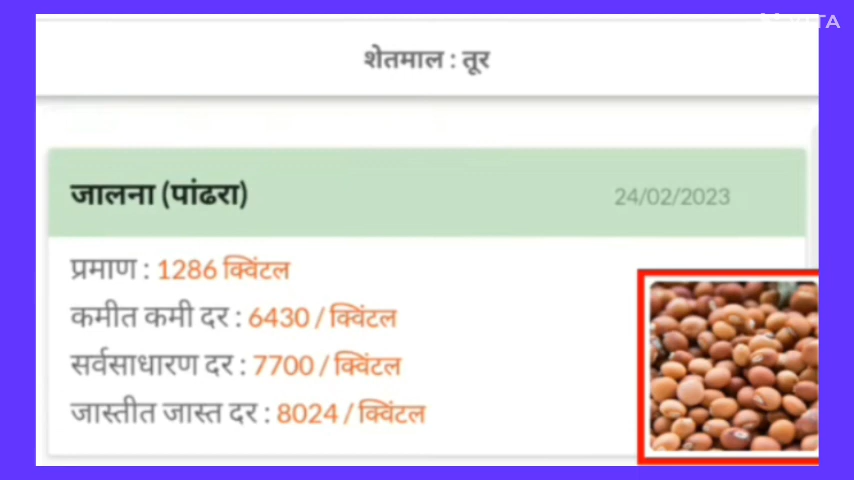 शेतमाल : तूर
जालना (पांढरा)
24/02/2023
प्रमाण : 1286 क्विंटल
कमीत कमी दर : 6430 / क्विंटल
सर्वसाधारण दर : 7700 / क्विंटल
जास्तीत जास्त दर : 8024 / क्विंटल